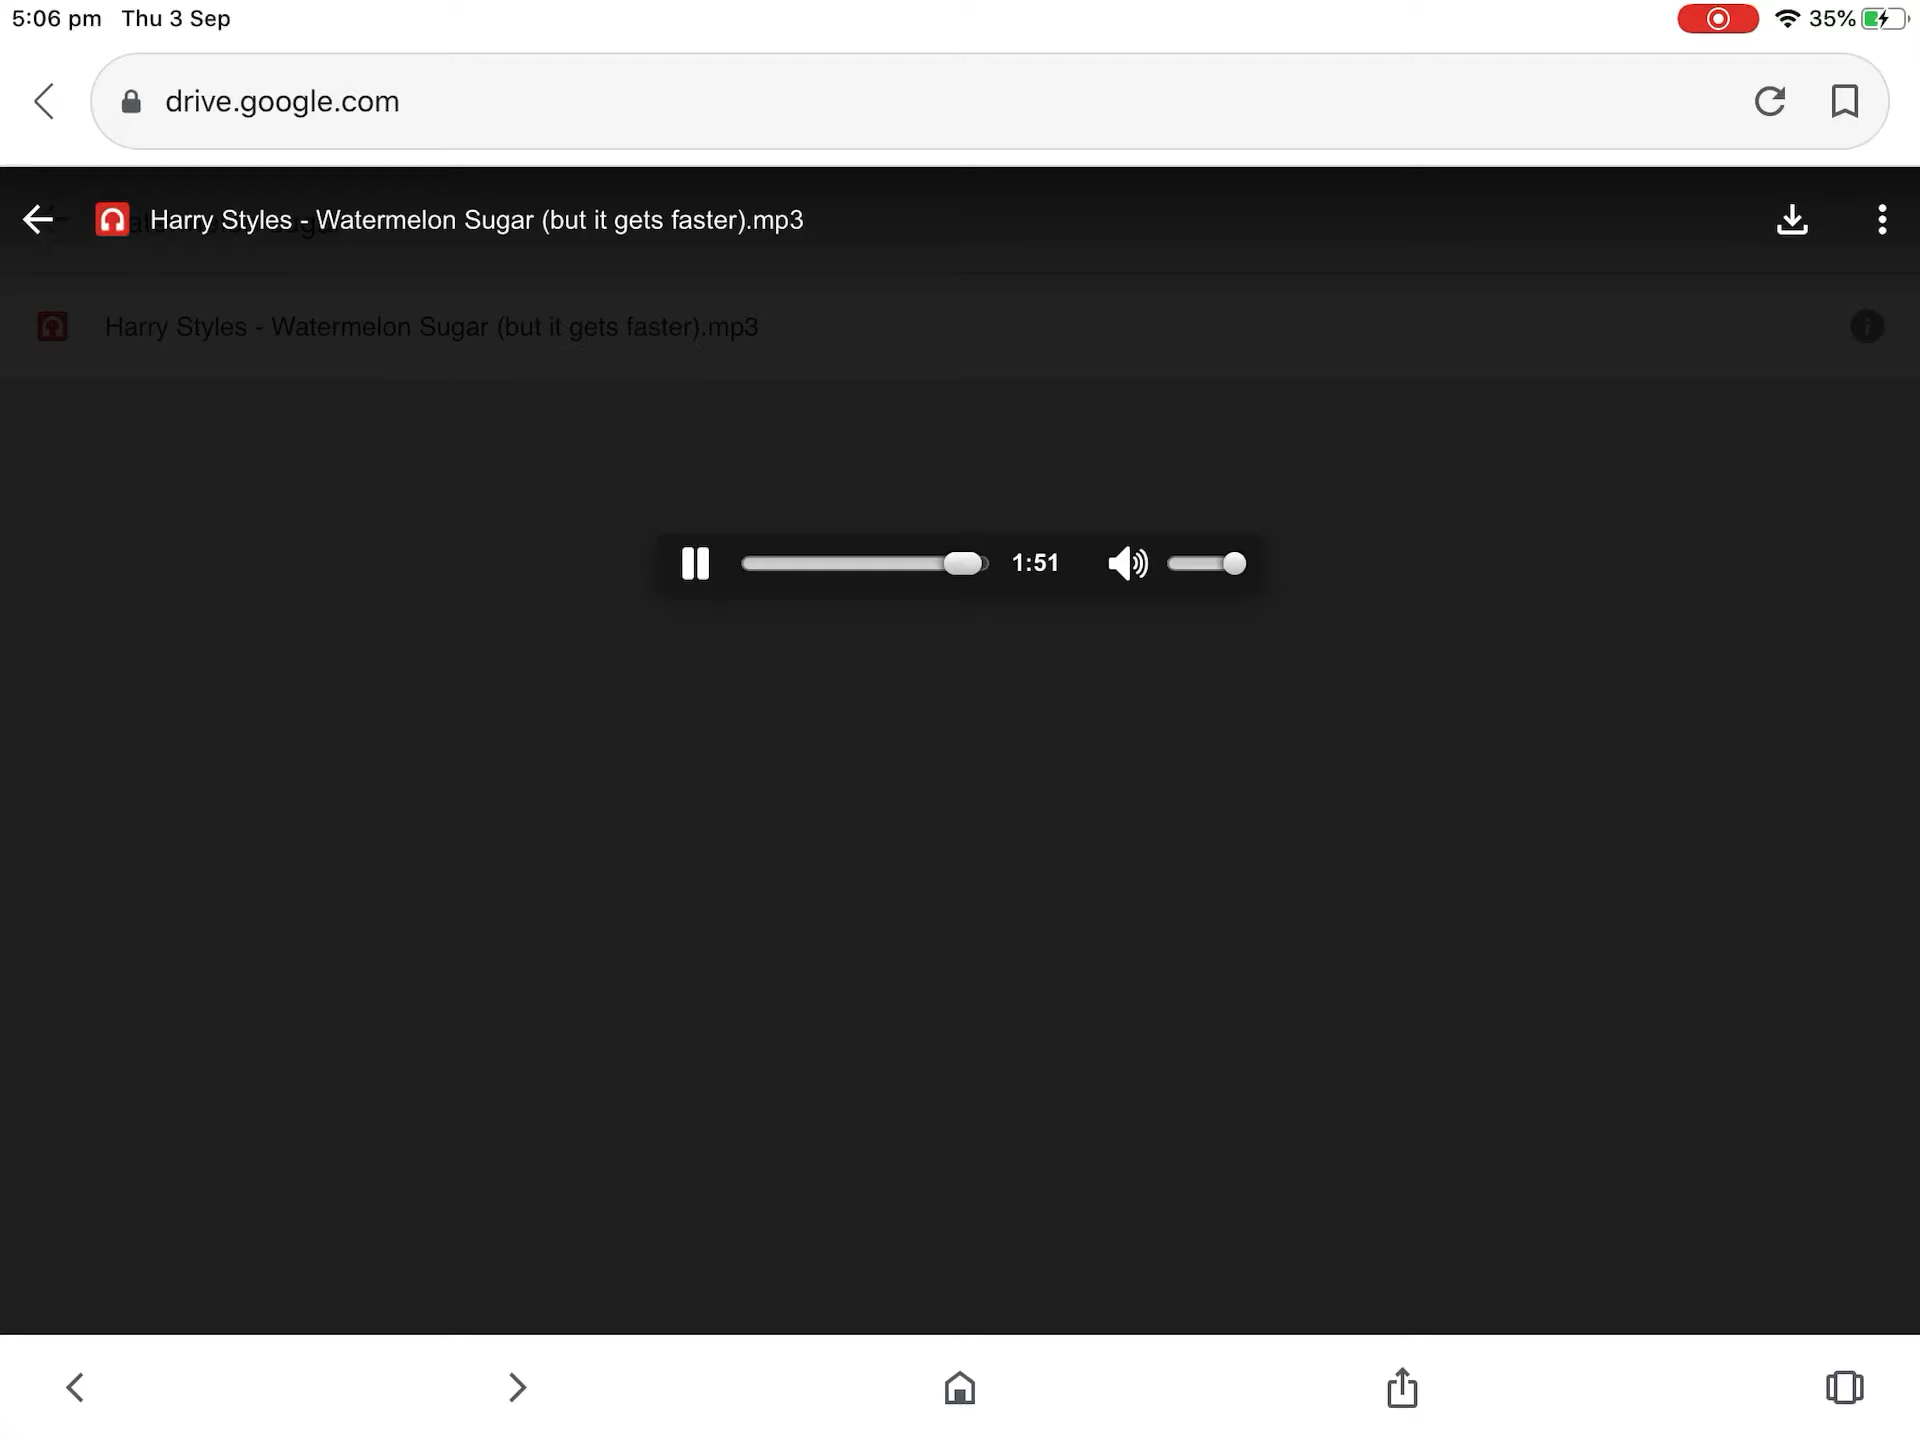 5:06 pm Thu 3 Sep
35%
drive.google.com
Harry Styles - Watermelon Sugar (but it gets faster).mp3
Harry Styles - Watermelon Sugar (but it gets faster).mp3
1:51